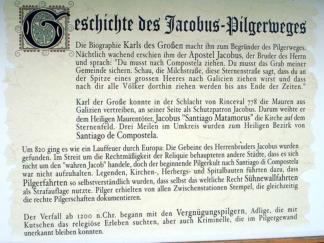 Geschichte des Jacobus-Pilgerweges
Die Biographie Karls des Großen macht ihn zum Begründer des Pilgerweges.
Nächtlich wachend erschien ihm der Apostel Jacobus, der Bruder des Herrn
und sprach: "Du musst nach Compostela ziehen. Du musst das Grab meiner
Gemeinde sichern. Schau, die Milchstraße, diese Sternenstraße sagt, dass du an
der Spitze eines grossen Heeres nach Galizien ziehen wirst und dass
nach dir alle Völker dorthin ziehen werden bis ans Ende der Zeiten."
Karl der Große konnte in der Schlacht von Rinceval 778 die Mauren aus
Galizien vertreiben, an seiner Seite als Schutzpatron Jacobus. Darum weihte er
dem Heiligen Maurentöter, Jacobus "Santiago Matamorus" die Kirche auf dem
Sternenfeld. Drei Meilen im Umkreis wurden zum Heiligen Bezirk von
Santiago de Compostela.
Um 820 ging es wie ein Lauffeuer durch Europa: Die Gebeine des Herrenbruders Jacobus wurden
gefunden. Im Streit um die Rechtmäßigkeit der Reliquie behaupteten andere Städte, dass es sich
nicht um den "wahren Jacob" handele, doch der beginnende Pilgerkult nach Santiago di Compostela
war nicht aufzuhalten. Legenden, Kirchen-, Herbergs- und Spitalbauten führten dazu, dass
Pilgerfahrten so selbstverständlich wurden, dass selbst das weltliche Recht Sühnewallfahrten
als Strafauflage nutzte. Pilger erhielten von allen Zwischenstationen Stempel, die gleichzeitig
die rechte Pilgerschaft dokumentieren.
Der Verfall ab 1200 n.Chr. begann mit den Vergnügungspilgern, Adlige, die mit
Kutschen das religiöse Erleben suchten, aber auch Kriminelle, die im Pilgergewand
unerkannt bleiben konnten.